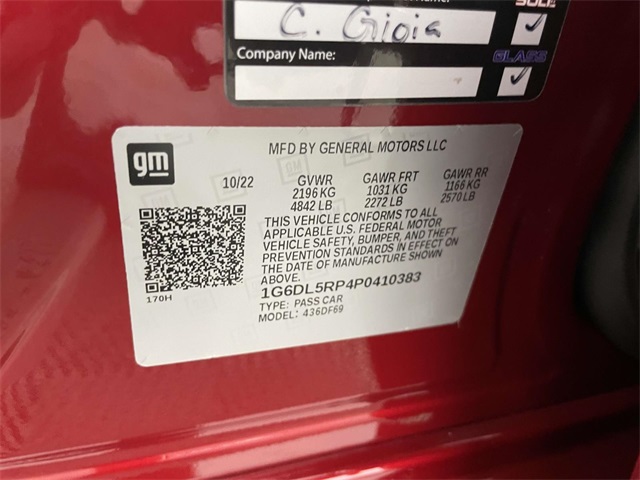 SOLE
C. Gioia
✓
Company Name:
GLASS
✓
gm
MFD BY GENERAL MOTORS LLC
10/22 GVWR GAWR FRT GAWR RR
2196 KG 1031 KG 1166 KG
4842 LB 2272 LB 2570 LB
THIS VEHICLE CONFORMS TO ALL
APPLICABLE U.S. FEDERAL MOTOR
VEHICLE SAFETY, BUMPER, AND THEFT
PREVENTION STANDARDS IN EFFECT ON
THE DATE OF MANUFACTURE SHOWN
ABOVE.
170H
1G6DL5RP4P0410383
TYPE: PASS CAR
MODEL: 436DF69